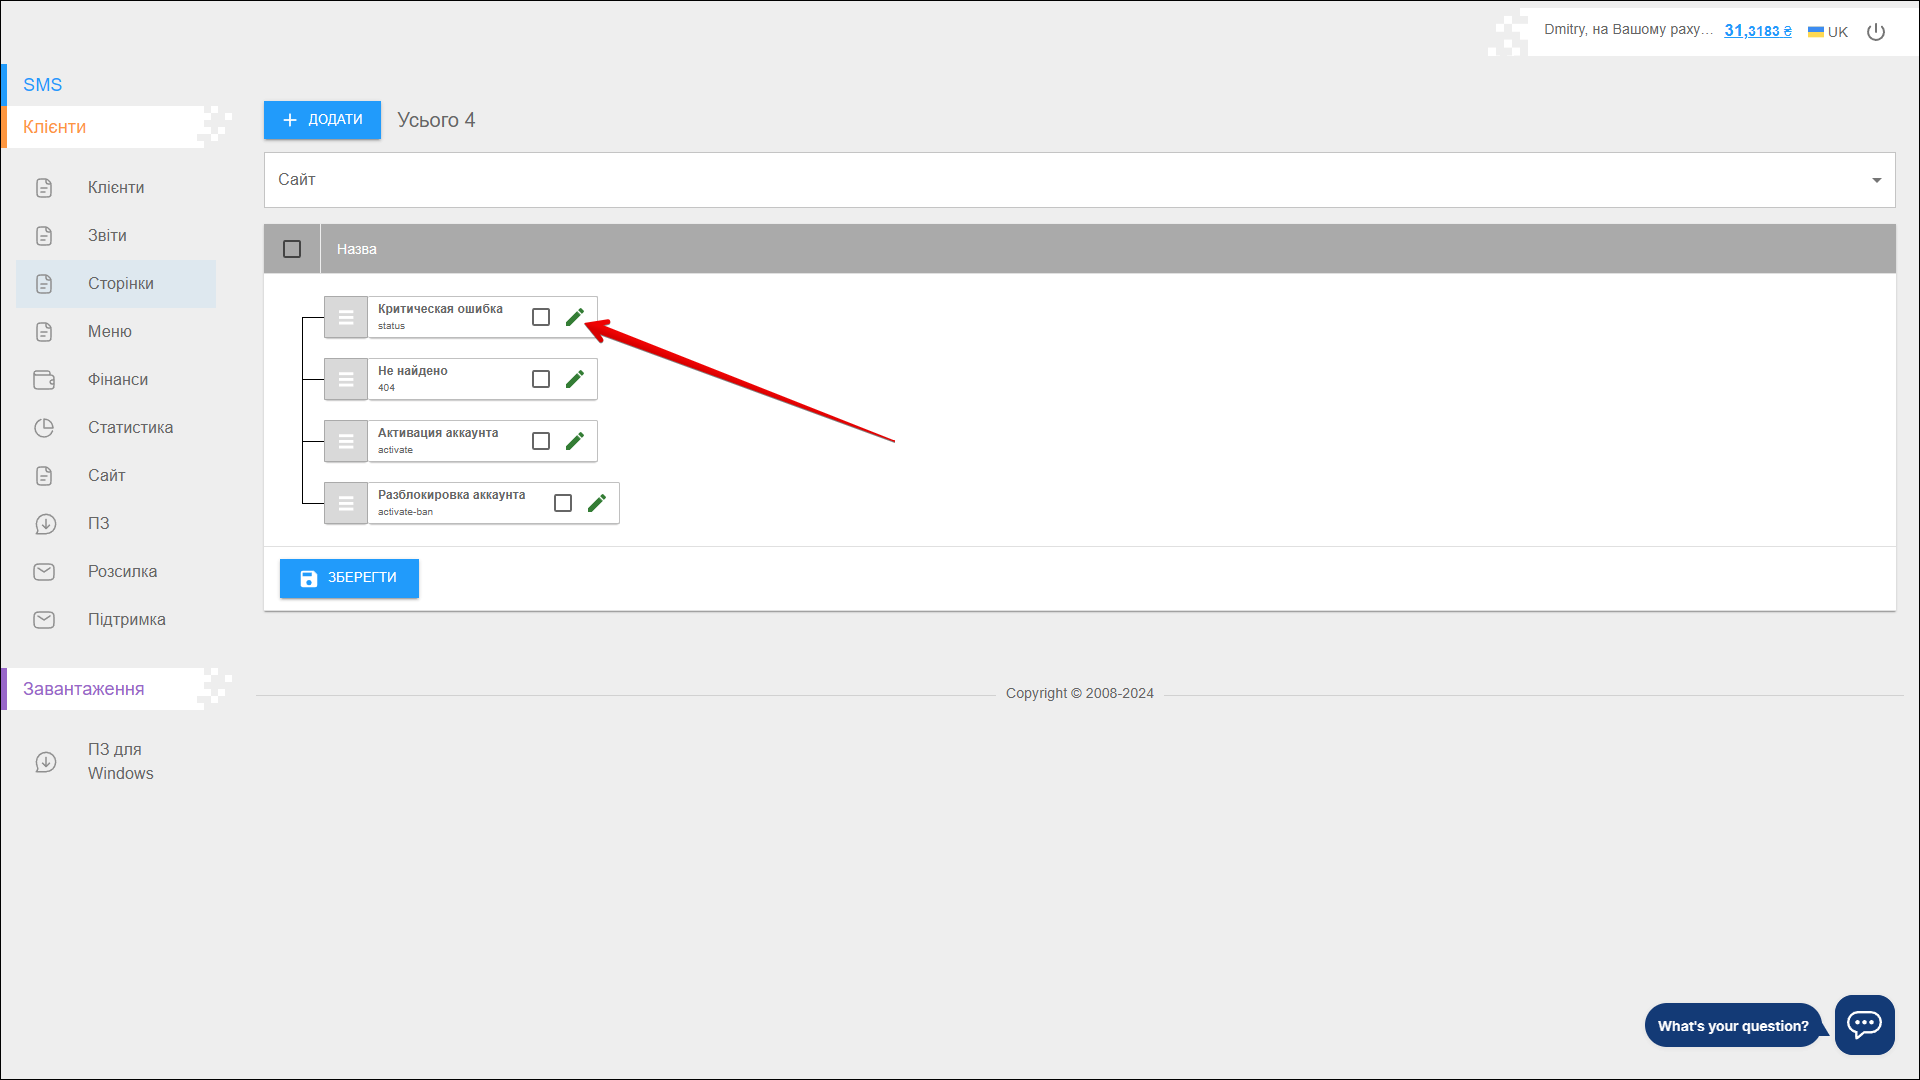 Dmitry, на Вашому раху... 31,3183 ₴ UK
SMS
Клієнти
Клієнти
Звіти
Сторінки
Меню
Фінанси
Статистика
Сайт
ПЗ
Розсилка
Підтримка
Завантаження
ПЗ для
Windows
ДОДАТИ Усього 4
Сайт
Назва
Критическая ошибка
status
Не найдено
404
Активация аккаунта
activate
Разблокировка аккаунта
activate-ban
ЗБЕРЕГТИ
Copyright © 2008-2024
What's your question?